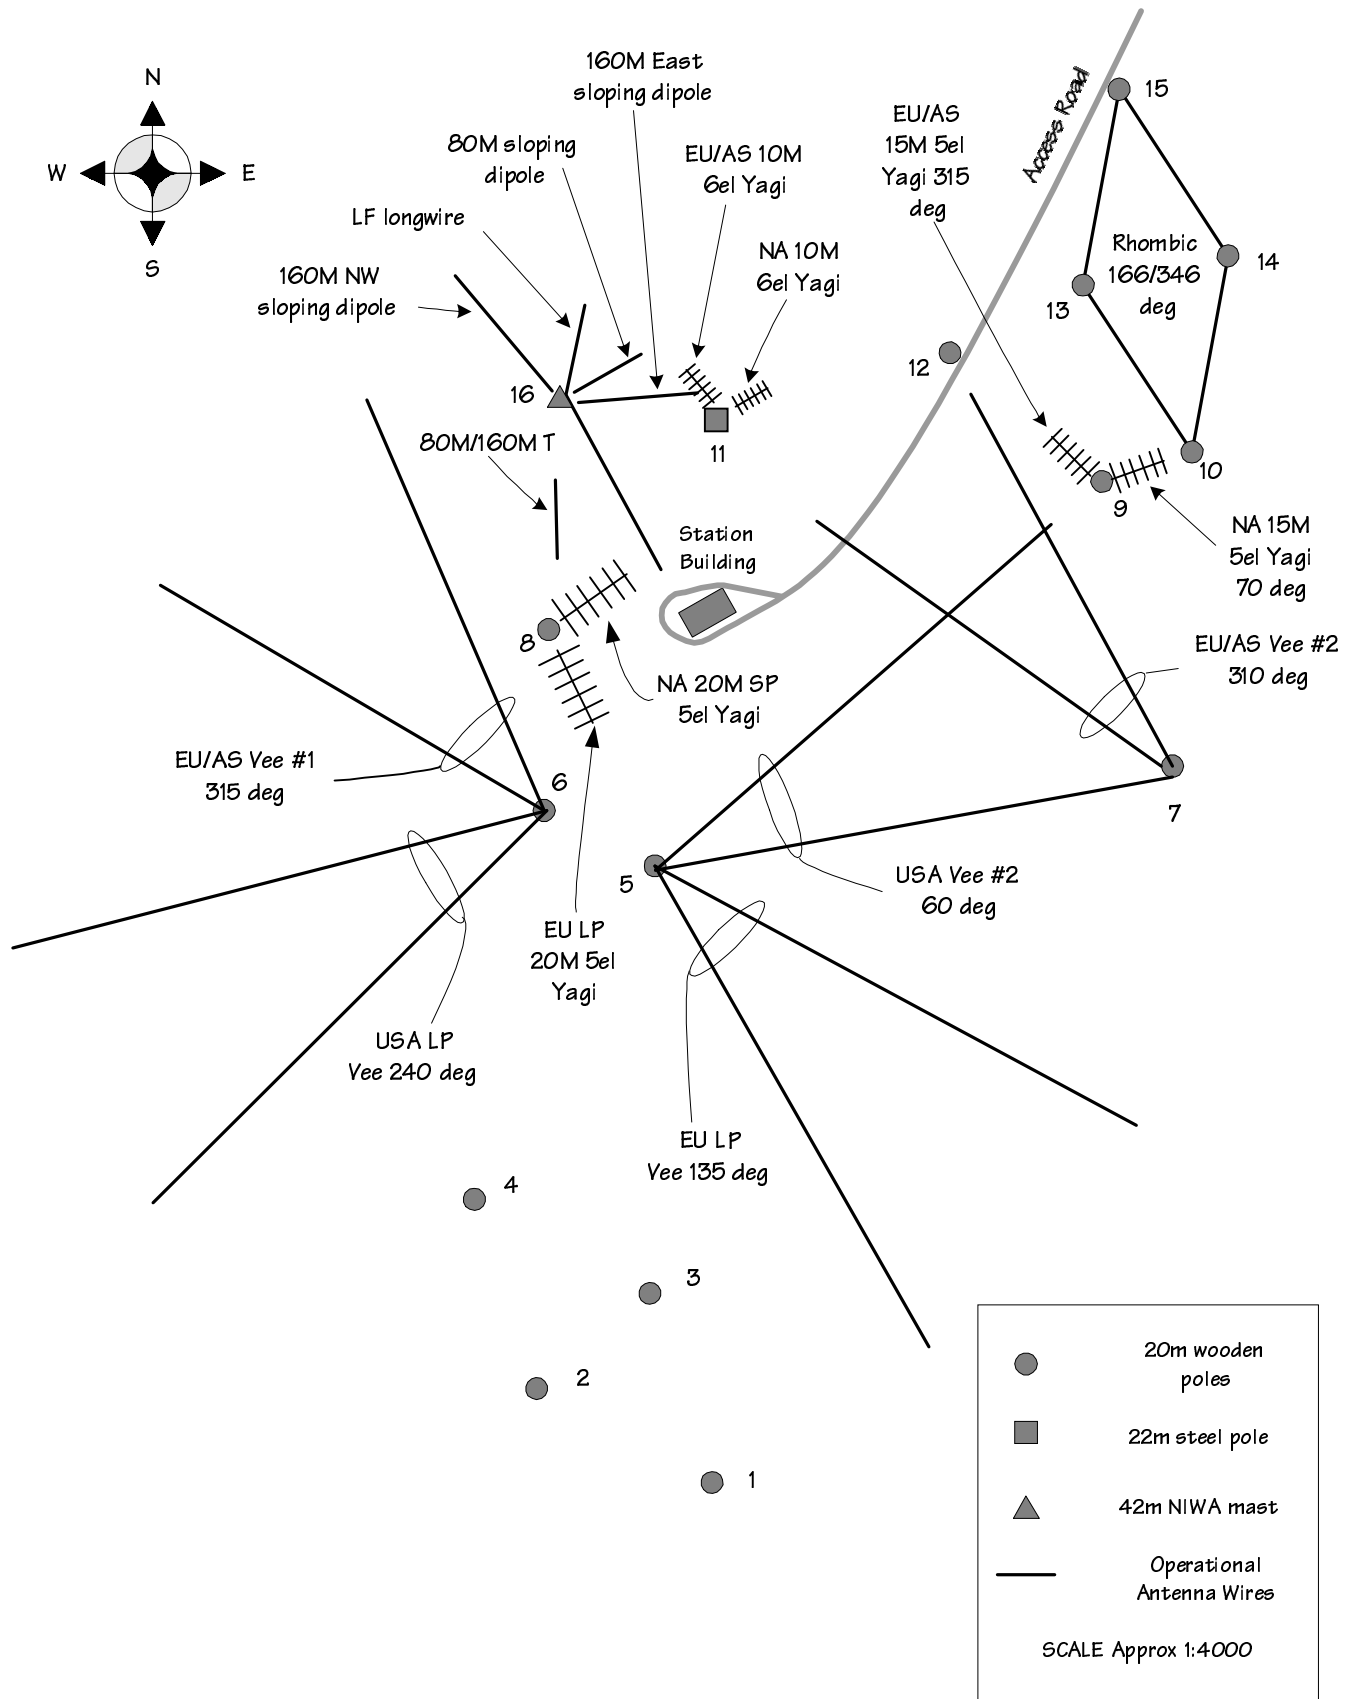 N
W
E
S
160M East
sloping dipole
80M sloping
dipole
EU/AS 10M
6el Yagi
NA 10M
6el Yagi
LF longwire
160M NW
sloping dipole
EU/AS
15M 5el
Yagi 315
deg
Access Road
15
Rhombic
166/346
deg
14
13
12
16
11
10
9
80M/160M T
NA 15M
5el Yagi
70 deg
Station
Building
8
NA 20M SP
5el Yagi
EU/AS Vee #2
310 deg
EU/AS Vee #1
315 deg
6
7
5
USA Vee #2
60 deg
EU LP
20M 5el
Yagi
USA LP
Vee 240 deg
EU LP
Vee 135 deg
4
3
2
1
20m wooden
poles
22m steel pole
42m NIWA mast
Operational
Antenna Wires
SCALE Approx 1:4000